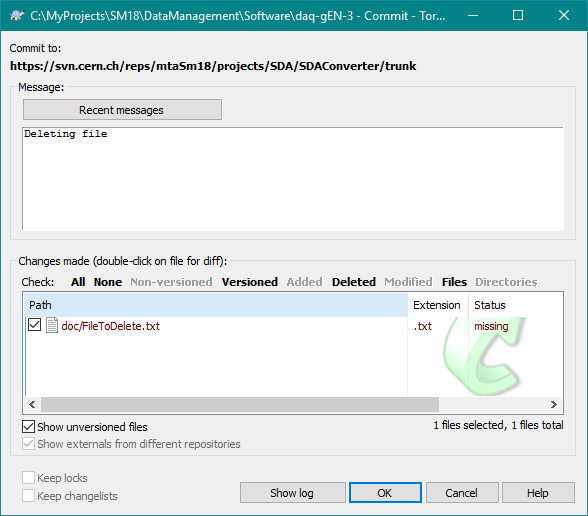 C:\MyProjects\SM18\DataManagement\Software\daq-gEN-3 - Commit - Tor...
Commit to:
https://svn.cern.ch/reps/mtaSm18/projects/SDA/SDAConverter/trunk
Message:
Recent messages
Deleting file
Changes made (double-click on file for diff):
Check: All None Non-versioned Versioned Added Deleted Modified Files Directories
Path Extension Status
doc/FileToDelete.txt .txt missing
Show unversioned files 1 files selected, 1 files total
Show externals from different repositories
Keep locks
Keep changelists
Show log OK Cancel Help